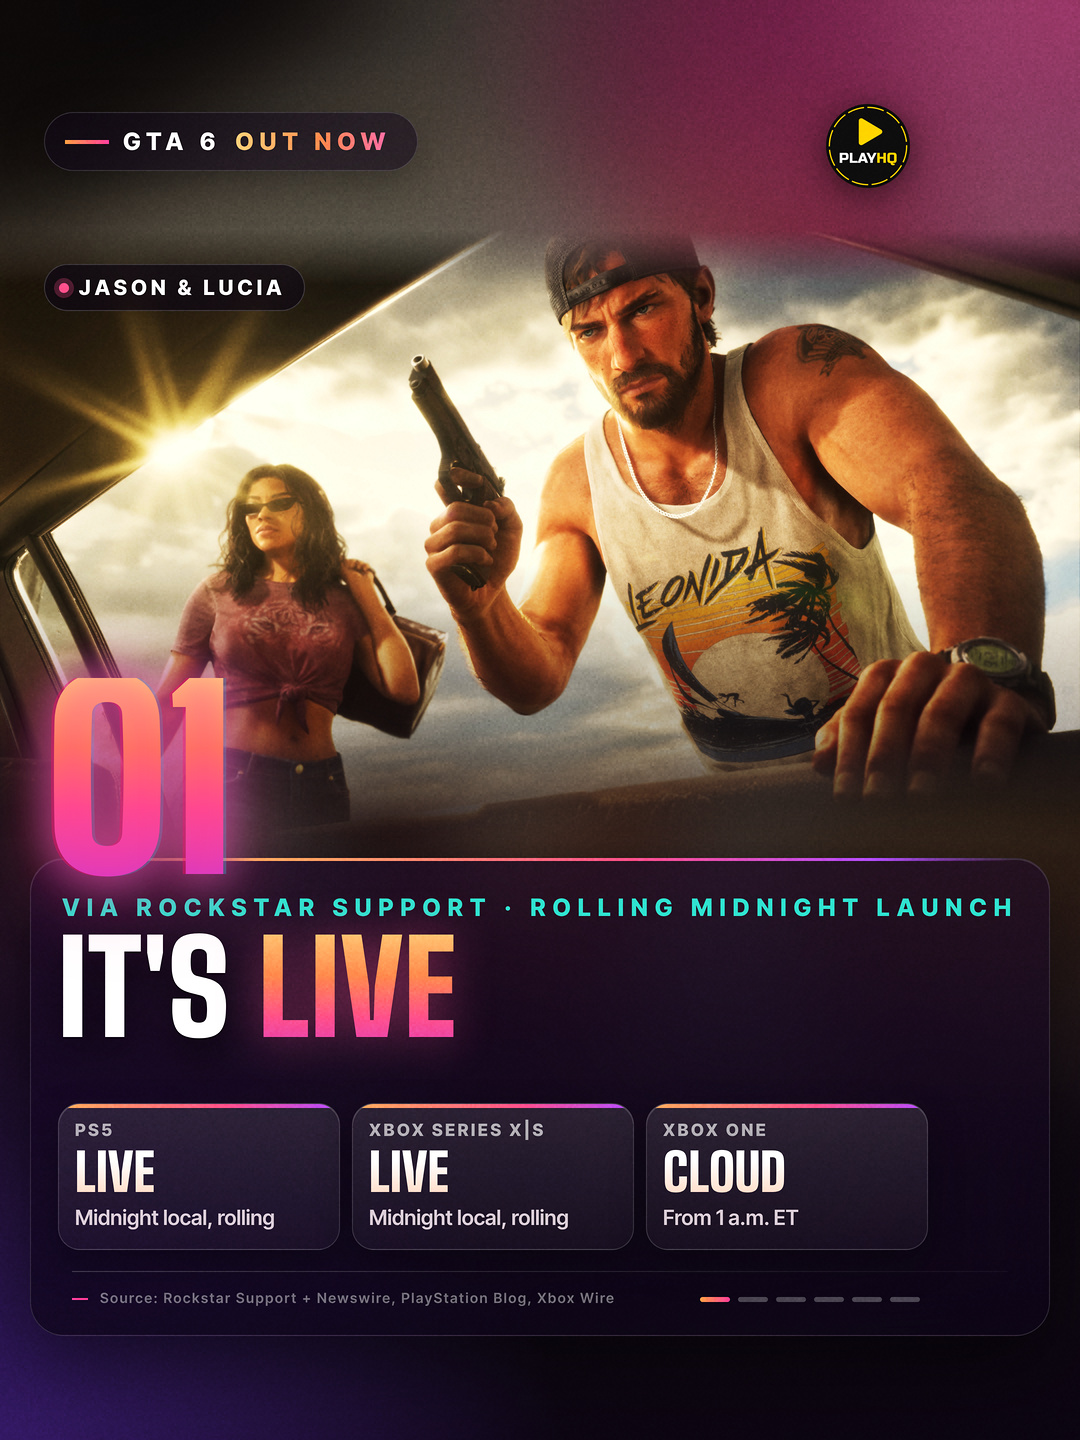 GTA 6 OUT NOW
PLAYHQ
JASON & LUCIA
LEONIDA
01
VIA ROCKSTAR SUPPORT · ROLLING MIDNIGHT LAUNCH
IT'S LIVE
PS5
LIVE
Midnight local, rolling
XBOX SERIES X|S
LIVE
Midnight local, rolling
XBOX ONE
CLOUD
From 1 a.m. ET
Source: Rockstar Support + Newswire, PlayStation Blog, Xbox Wire